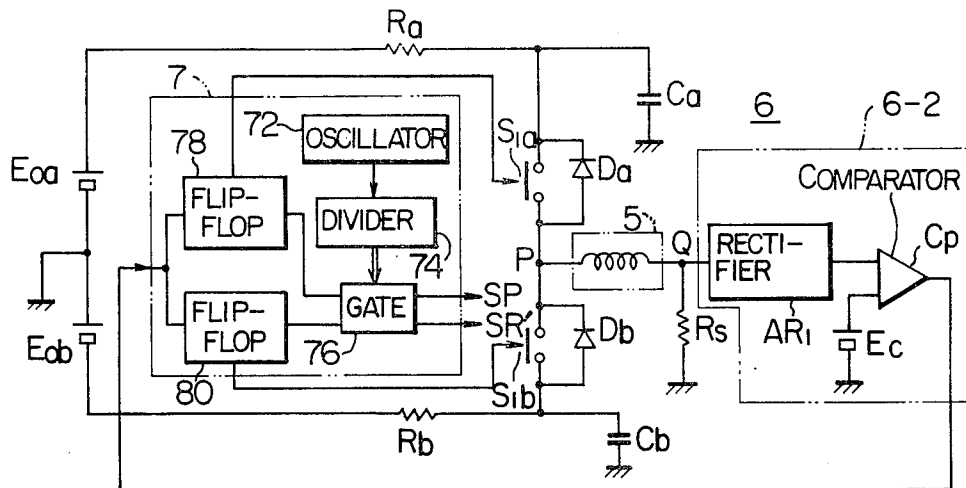 Ra
7
72
OSCILLATOR
Ca
6
6-2
78
S1a
Da
Eoa
FLIP-
FLOP
DIVIDER
COMPARATOR
5
74
P
Q
RECTI-
FIER
Cp
SP
FLIP-
FLOP
GATE
SR'
Db
Rs
AR1
Ec
Eob
76
80
S1b
Rb
Cb